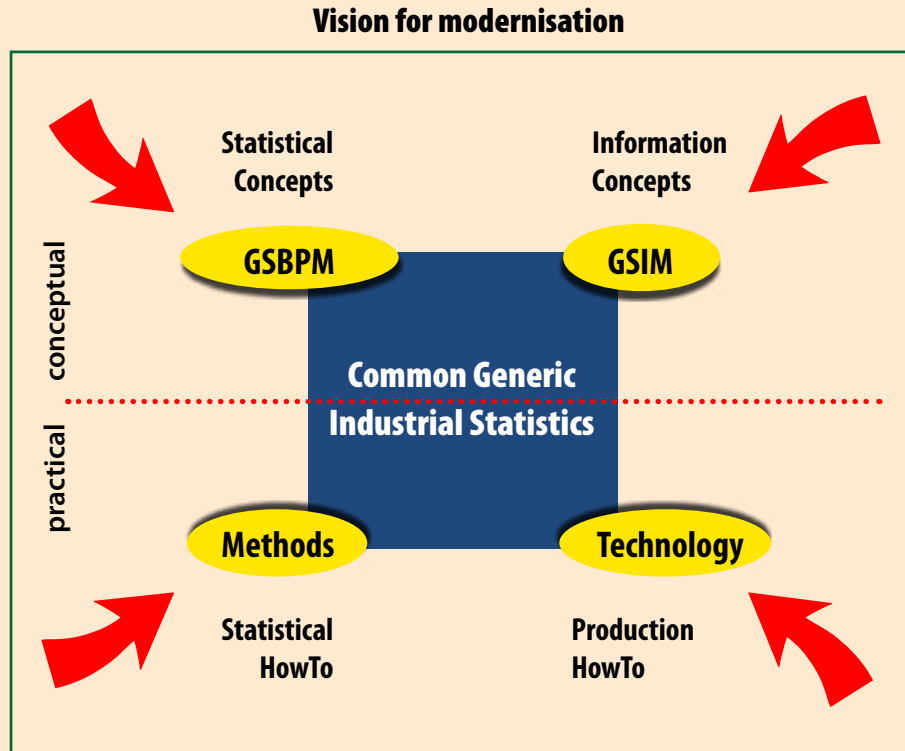 Vision for modernisation
Statistical
Concepts
Information
Concepts
GSBPM
GSIM
conceptual
Common Generic
Industrial Statistics
practical
Methods
Technology
Statistical
HowTo
Production
HowTo